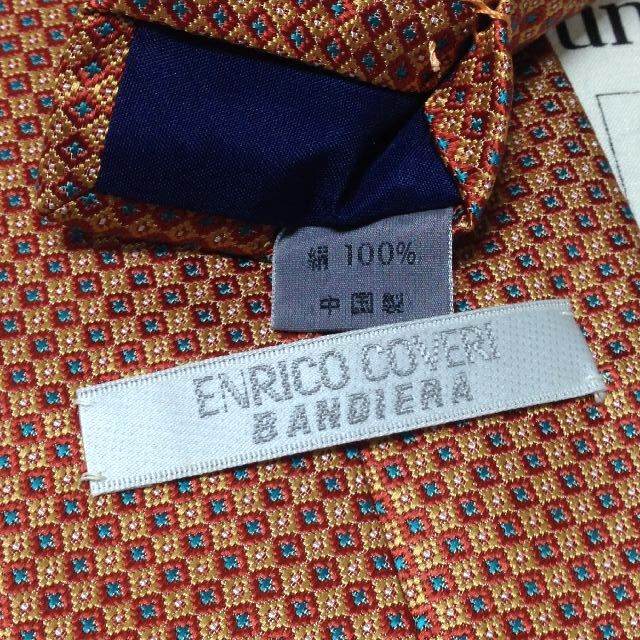 絹 100%
中國製
ENRICO COVERI
BANDIERA